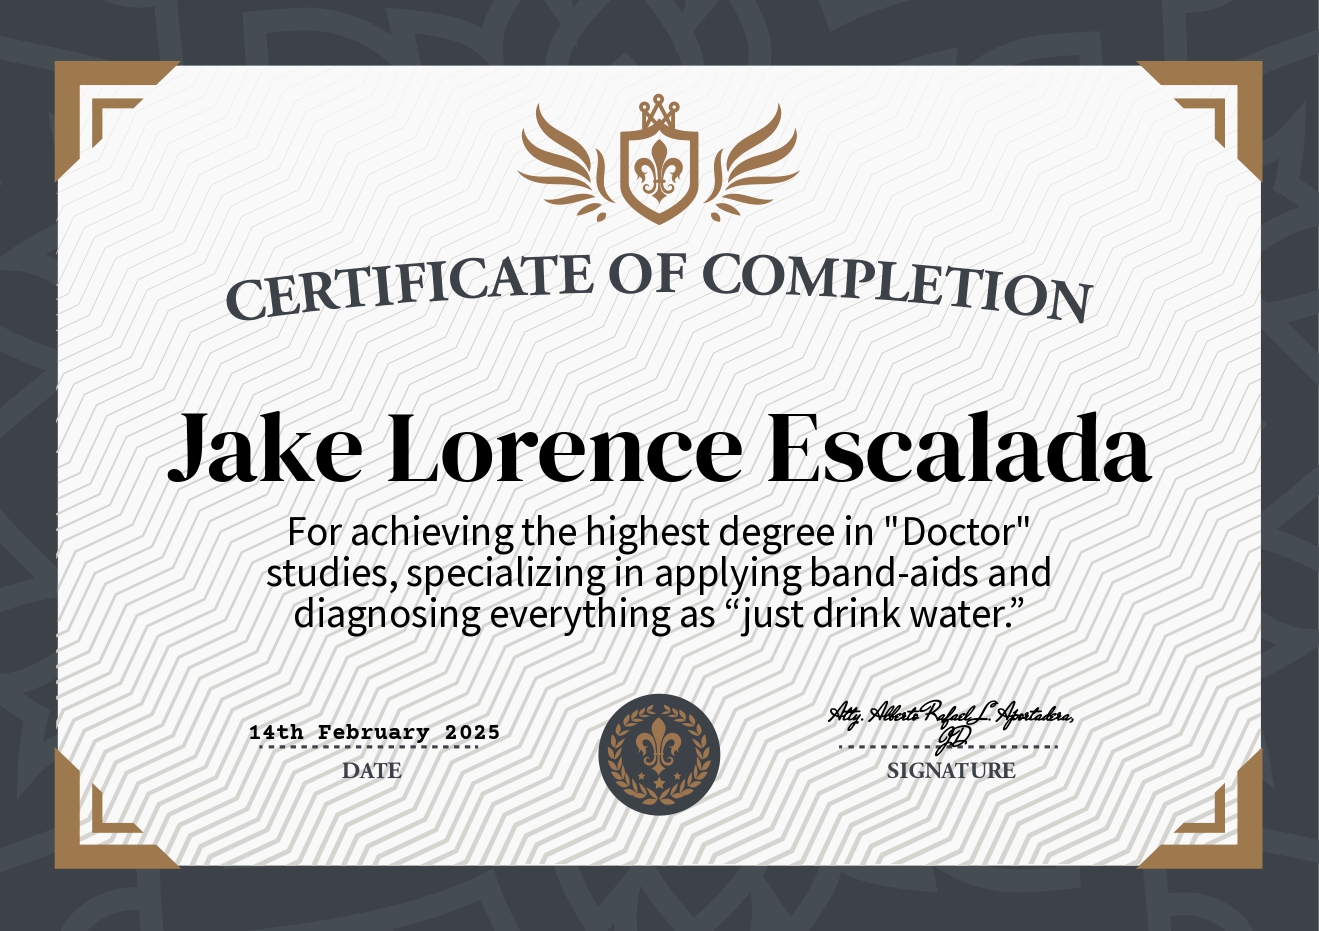 CERTIFICATE OF COMPLETION
Jake Lorence Escalada
For achieving the highest degree in "Doctor"
studies, specializing in applying band-aids and
diagnosing everything as “just drink water.”
14th February 2025
DATE
Atty. Alberto Rafael L. Aportadera,
JD.
SIGNATURE